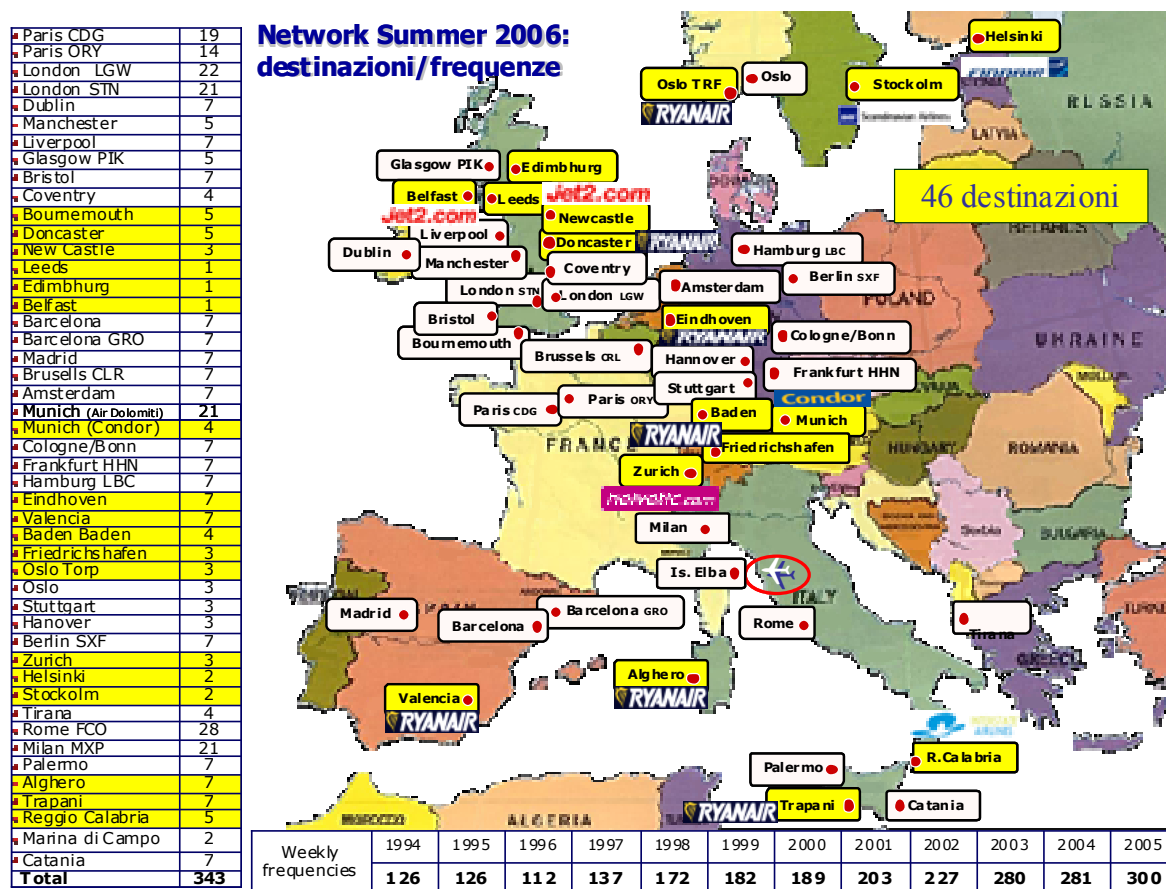 Paris CDG 19
Paris ORY 14
London LGW 22
London STN 21
Dublin 7
Manchester 5
Liverpool 7
Glasgow PIK 5
Bristol 7
Coventry 4
Bournemouth 5
Doncaster 5
New Castle 3
Leeds 1
Edimbhurg 1
Belfast 1
Barcelona 7
Barcelona GRO 7
Madrid 7
Brusells CLR 7
Amsterdam 7
Munich (Air Dolomiti) 21
Munich (Condor) 4
Cologne/Bonn 7
Frankfurt HHN 7
Hamburg LBC 7
Eindhoven 7
Valencia 7
Baden Baden 4
Friedrichshafen 3
Oslo Torp 3
Oslo 3
Stuttgart 3
Hanover 3
Berlin SXF 7
Zurich 3
Helsinki 2
Stockolm 2
Tirana 4
Rome FCO 28
Milan MXP 21
Palermo 7
Alghero 7
Trapani 7
Reggio Calabria 5
Marina di Campo 2
Catania 7
Total 343
Network Summer 2006:
destinazioni/frequenze
Helsinki
Oslo TRF
Oslo
Stockolm
RYANAIR
Scandinavian Airlines
RUSSIA
LATVIA
Glasgow PIK
Edimbhurg
46 destinazioni
Belfast
Leeds
Jet2.com
Jet2.com
Newcastle
BELARUS
Liverpool
Doncaster
RYANAIR
Dublin
Manchester
Coventry
Hamburg LBC
Berlin SXF
London STN
London LGW
Amsterdam
POLAND
Bristol
Eindhoven
RYANAIR
UKRAINE
Bournemouth
Brussels CRL
Hannover
Cologne/Bonn
Stuttgart
Frankfurt HHN
Condor
Paris CDG
Paris ORY
Baden
Munich
RYANAIR
FRANCE
Friedrichshafen
HUNGARY
ROMANIA
Zurich
helvetic.com
Milan
Serbia
BULGARIA
Is. Elba
ITALY
Madrid
Barcelona
Barcelona GRO
Rome
Tirana
GREECE
Alghero
RYANAIR
Valencia
RYANAIR
INTERSTATE
AIRLINES
R.Calabria
Palermo
RYANAIR
Trapani
Catania
MOROCCO
ALGERIA
Weekly frequencies 1994 1995 1996 1997 1998 1999 2000 2001 2002 2003 2004 2005
126 126 112 137 172 182 189 203 227 280 281 300